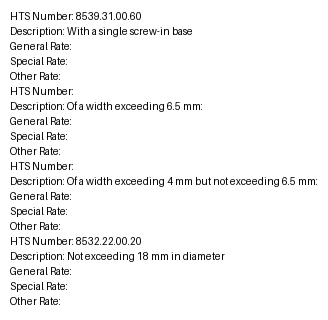 HTS Number: 8539.31.00.60
Description: With a single screw-in base
General Rate:
Special Rate:
Other Rate:
HTS Number:
Description: Of a width exceeding 6.5 mm:
General Rate:
Special Rate:
Other Rate:
HTS Number:
Description: Of a width exceeding 4 mm but not exceeding 6.5 mm:
General Rate:
Special Rate:
Other Rate:
HTS Number: 8532.22.00.20
Description: Not exceeding 18 mm in diameter
General Rate:
Special Rate:
Other Rate: